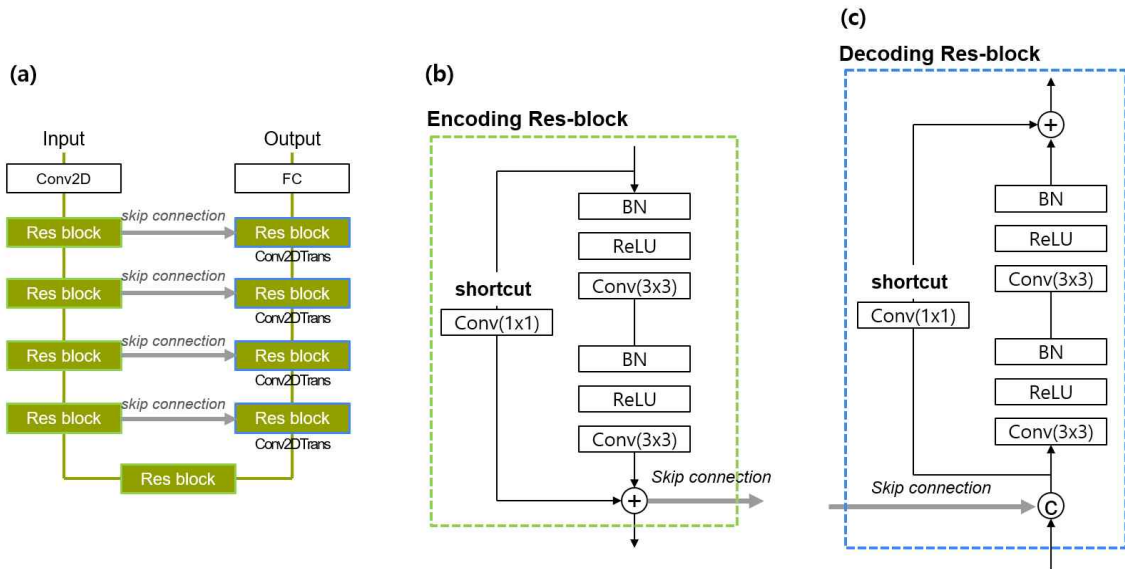 (a)
Input
Output
Conv2D
FC
skip connection
Res block
Res block
Conv2DTrans
skip connection
Res block
Res block
Conv2DTrans
skip connection
Res block
Res block
Conv2DTrans
skip connection
Res block
Res block
Conv2DTrans
Res block
(b)
Encoding Res-block
BN
ReLU
shortcut
Conv(3x3)
Conv(1x1)
BN
ReLU
Conv(3x3)
Skip connection
+
(c)
Decoding Res-block
+
BN
ReLU
shortcut
Conv(3x3)
Conv(1x1)
BN
ReLU
Conv(3x3)
Skip connection
C